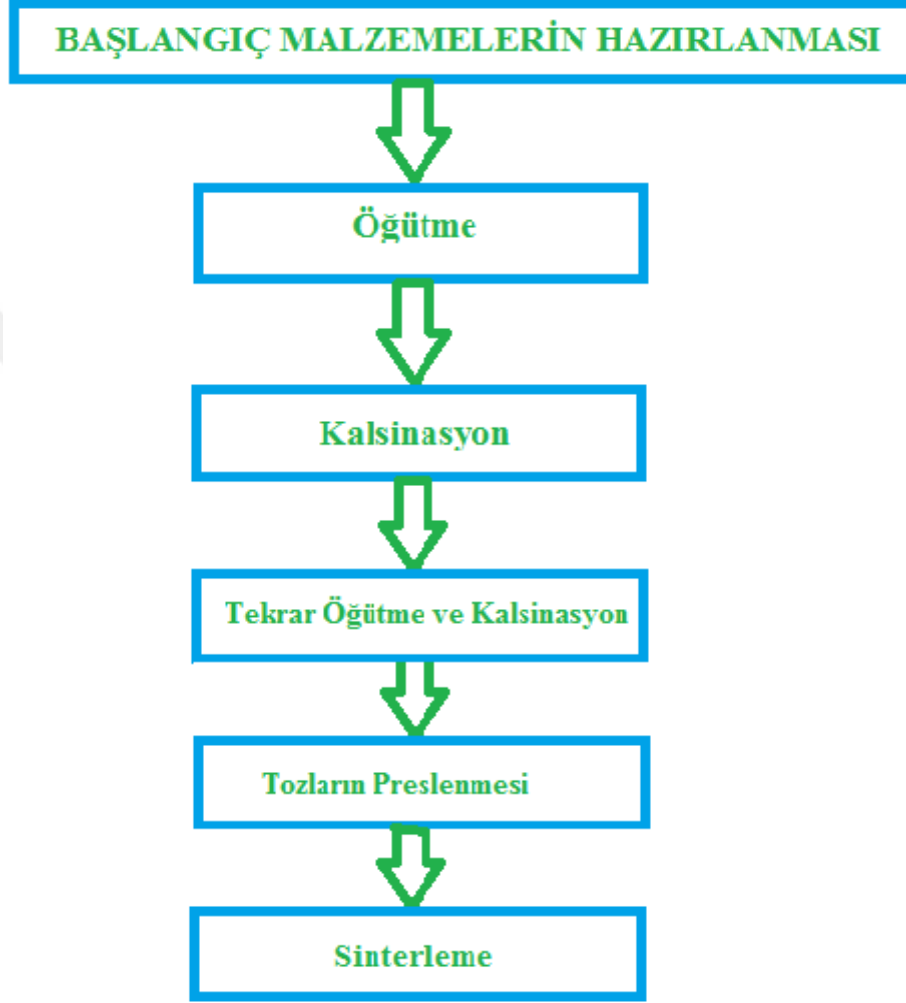 BAŞLANGIÇ MALZEMELERİN HAZIRLANMASI
Öğütme
Kalsinasyon
Tekrar Öğütme ve Kalsinasyon
Tozların Preslenmesi
Sinterleme